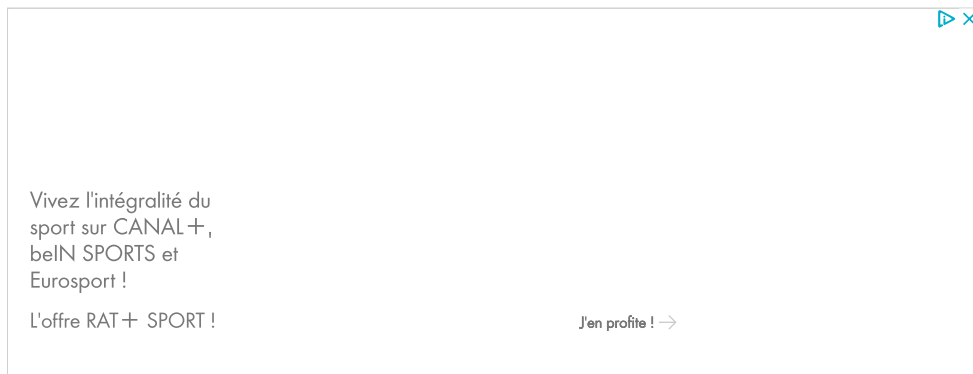 Vivez l'intégralité du
sport sur CANAL+,
beIN SPORTS et
Eurosport !
L'offre RAT+ SPORT !
J'en profite !